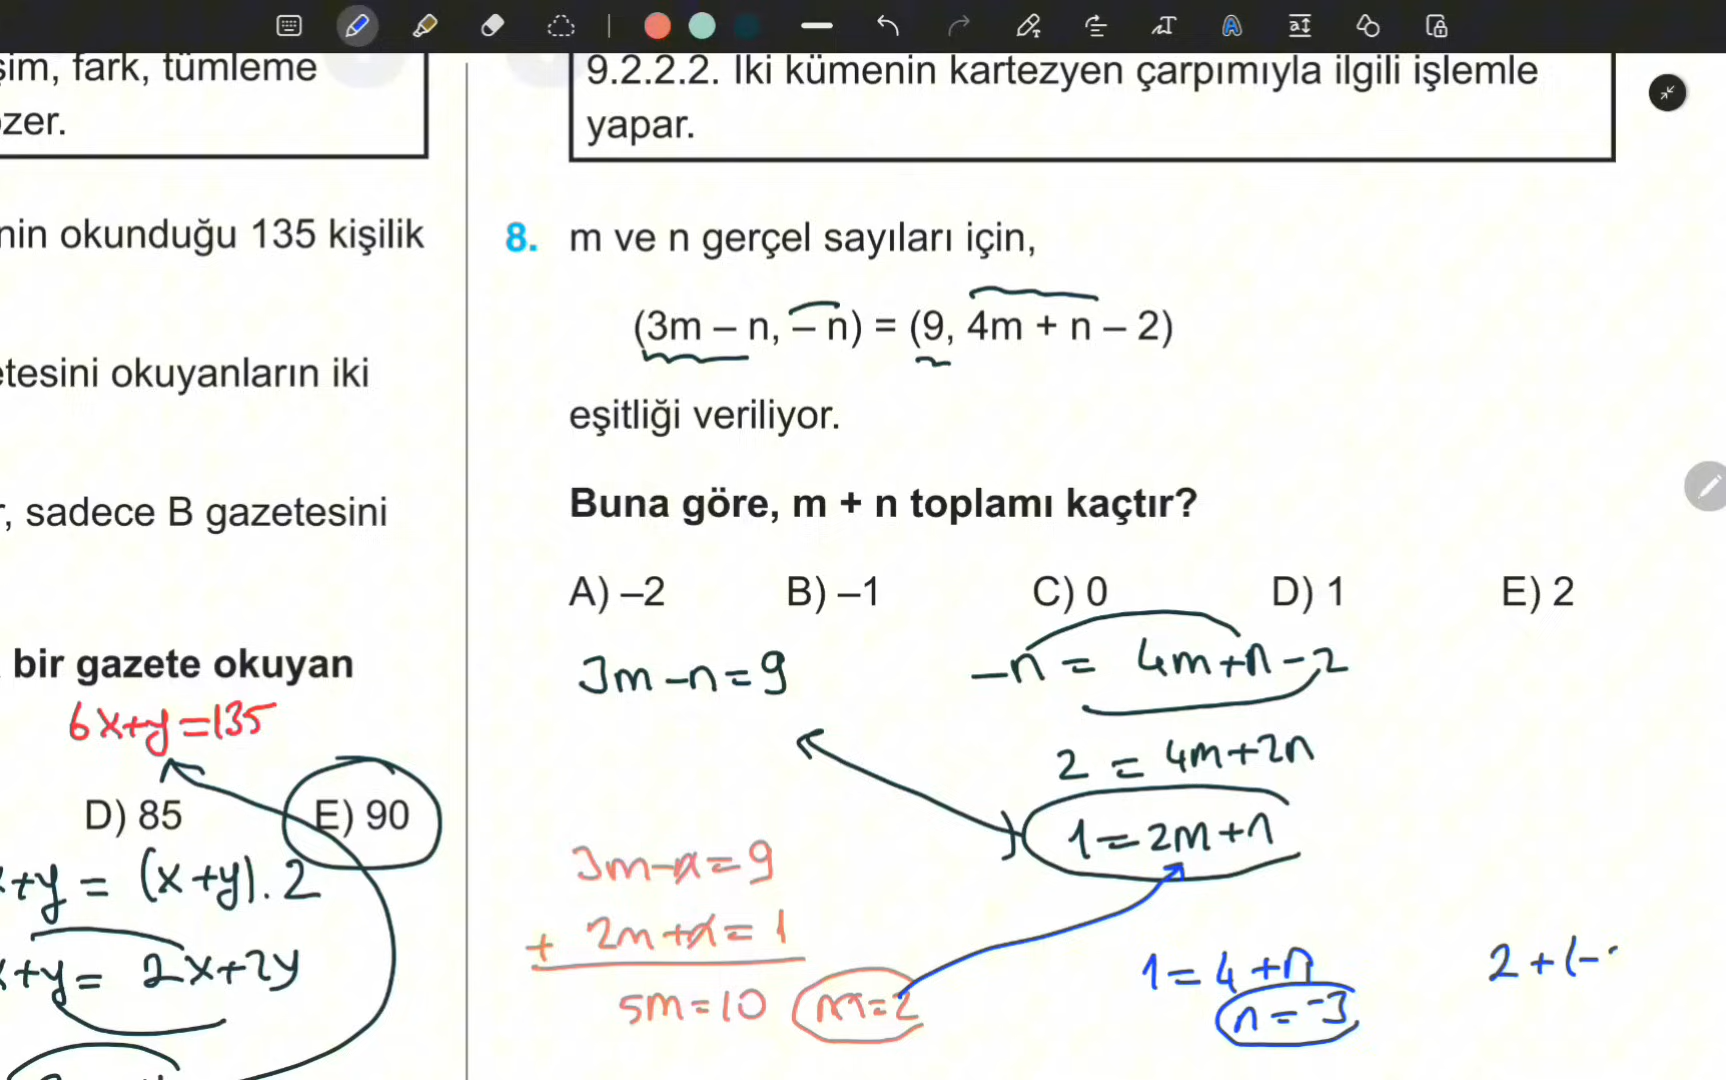 şim, fark, tümleme
özer.
nin okunduğu 135 kişilik
etesini okuyanların iki
r, sadece B gazetesini
bir gazete okuyan
6x+y=135
D) 85 E) 90
x+y = (x+y).2
x+y= 2x+2y
9.2.2.2. İki kümenin kartezyen çarpımıyla ilgili işlemle
yapar.
8. m ve n gerçel sayıları için,
(3m – n, – n) = (9, 4m + n – 2)
eşitliği veriliyor.
Buna göre, m + n toplamı kaçtır?
A) –2 B) –1 C) 0 D) 1 E) 2
3m-n=9
-n = 4m+n-2
2 = 4m+2n
1=2m+n
3m-n=9
+ 2m+n=1
5m=10 m=2
1=4+n
n=-3
2+(-